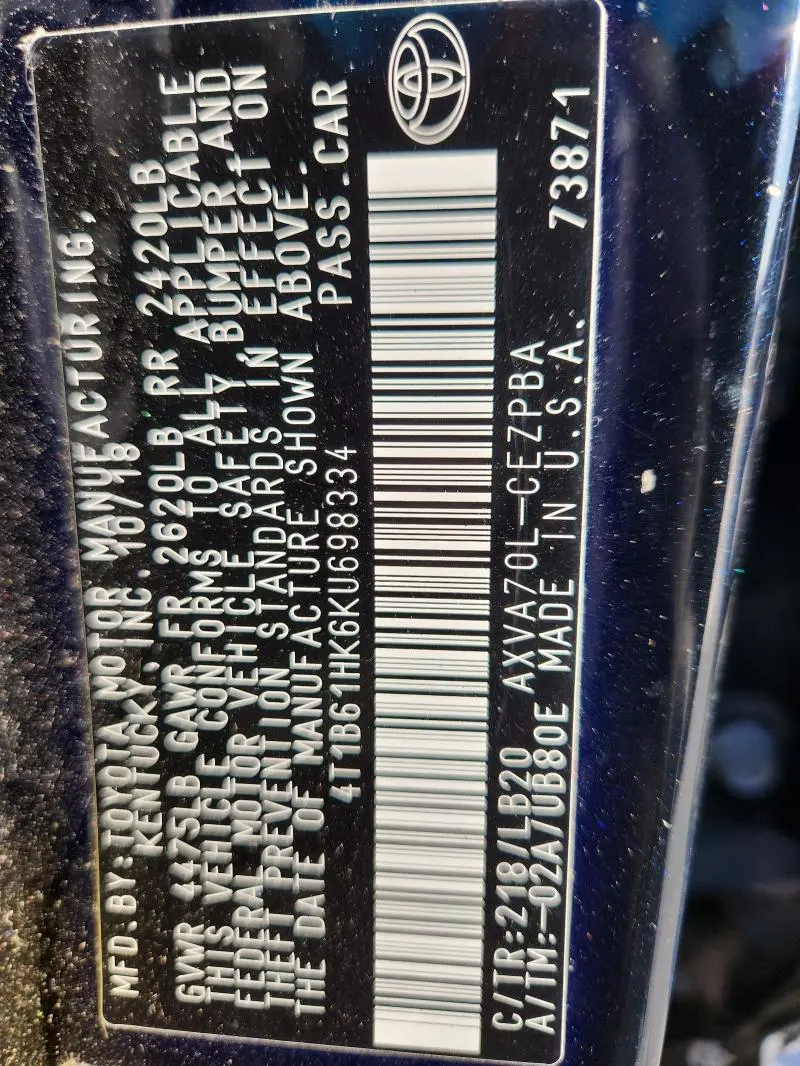 MFD.BY:TOYOTA MOTOR MANUFACTURING,
KENTUCKY, INC. 10/18
GVWR 4475LB GAWR FR 2620LB RR 2420LB
THIS VEHICLE CONFORMS TO ALL APPLICABLE
FEDERAL MOTOR VEHICLE SAFETY, BUMPER, AND
THEFT PREVENTION STANDARDS IN EFFECT ON
THE DATE OF MANUFACTURE SHOWN ABOVE.
4T1B61HK6KU698334 PASS.CAR
C/TR:218/LB20 AXVA70L-CEZPBA 73871
A/TM:-02A/UB80E MADE IN U.S.A.